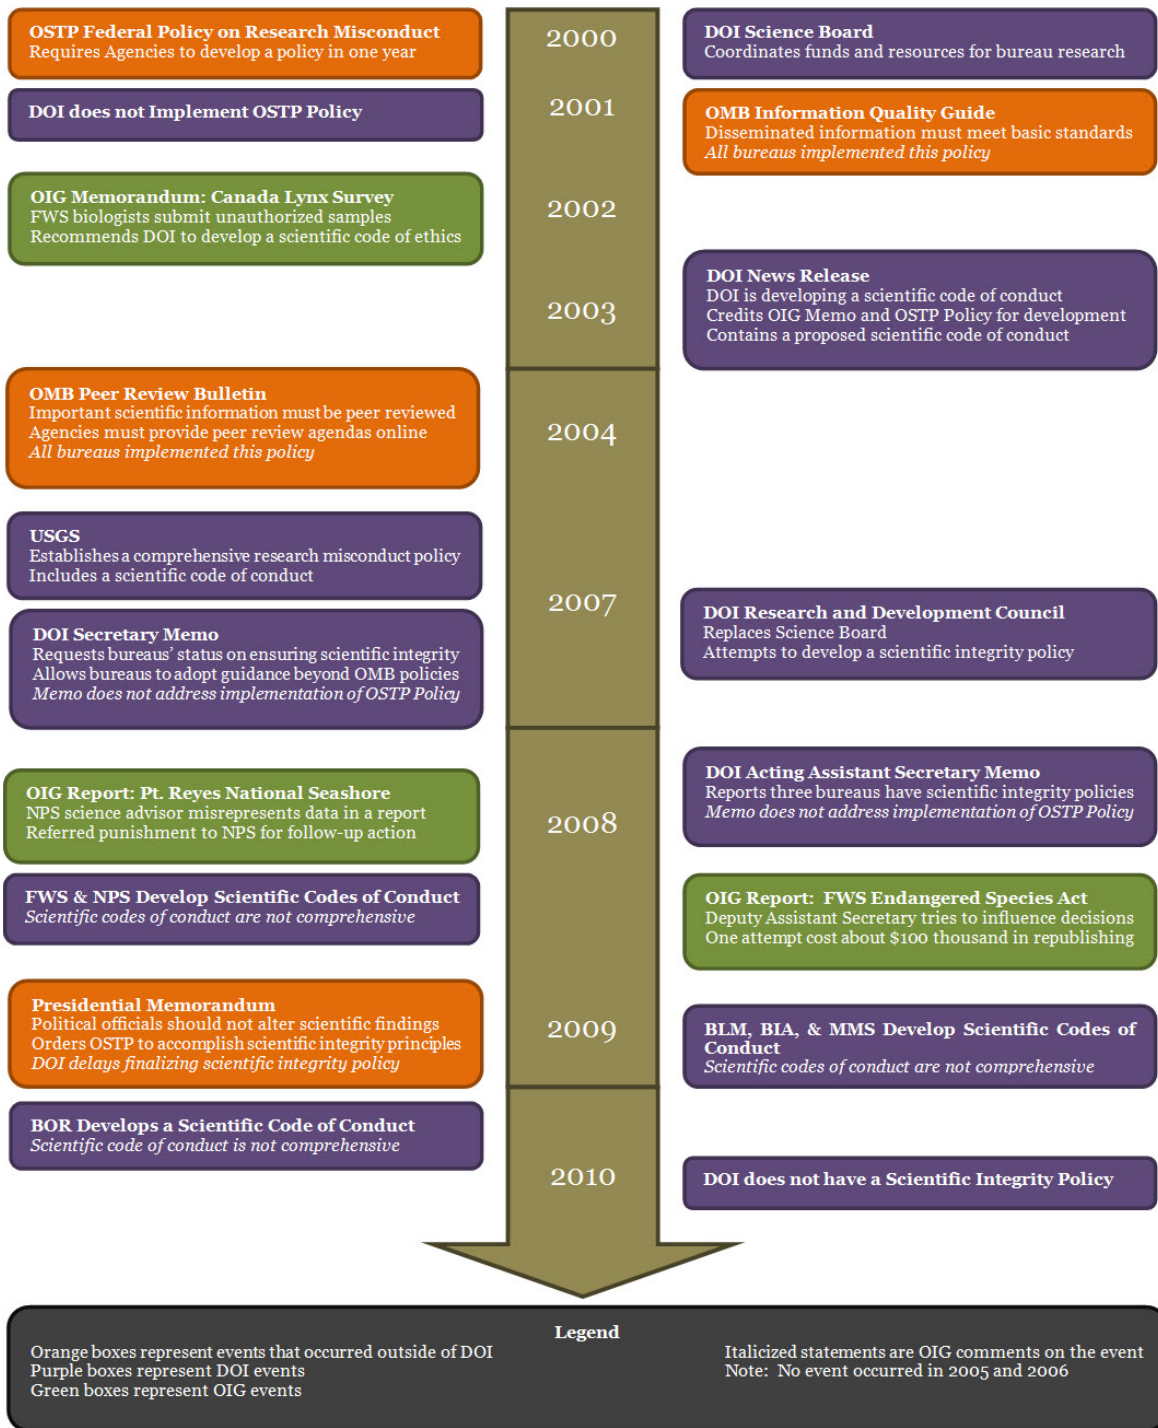 OSTP Federal Policy on Research Misconduct
Requires Agencies to develop a policy in one year
2000
DOI Science Board
Coordinates funds and resources for bureau research
DOI does not Implement OSTP Policy
2001
OMB Information Quality Guide
Disseminated information must meet basic standards
All bureaus implemented this policy
OIG Memorandum: Canada Lynx Survey
FWS biologists submit unauthorized samples
Recommends DOI to develop a scientific code of ethics
2002
DOI News Release
DOI is developing a scientific code of conduct
Credits OIG Memo and OSTP Policy for development
Contains a proposed scientific code of conduct
2003
OMB Peer Review Bulletin
Important scientific information must be peer reviewed
Agencies must provide peer review agendas online
All bureaus implemented this policy
2004
USGS
Establishes a comprehensive research misconduct policy
Includes a scientific code of conduct
2007
DOI Research and Development Council
Replaces Science Board
Attempts to develop a scientific integrity policy
DOI Secretary Memo
Requests bureaus' status on ensuring scientific integrity
Allows bureaus to adopt guidance beyond OMB policies
Memo does not address implementation of OSTP Policy
DOI Acting Assistant Secretary Memo
Reports three bureaus have scientific integrity policies
Memo does not address implementation of OSTP Policy
OIG Report: Pt. Reyes National Seashore
NPS science advisor misrepresents data in a report
Referred punishment to NPS for follow-up action
2008
FWS & NPS Develop Scientific Codes of Conduct
Scientific codes of conduct are not comprehensive
OIG Report: FWS Endangered Species Act
Deputy Assistant Secretary tries to influence decisions
One attempt cost about $100 thousand in republishing
Presidential Memorandum
Political officials should not alter scientific findings
Orders OSTP to accomplish scientific integrity principles
DOI delays finalizing scientific integrity policy
2009
BLM, BIA, & MMS Develop Scientific Codes of
Conduct
Scientific codes of conduct are not comprehensive
BOR Develops a Scientific Code of Conduct
Scientific code of conduct is not comprehensive
2010
DOI does not have a Scientific Integrity Policy
Legend
Orange boxes represent events that occurred outside of DOI
Purple boxes represent DOI events
Green boxes represent OIG events
Italicized statements are OIG comments on the event
Note: No event occurred in 2005 and 2006